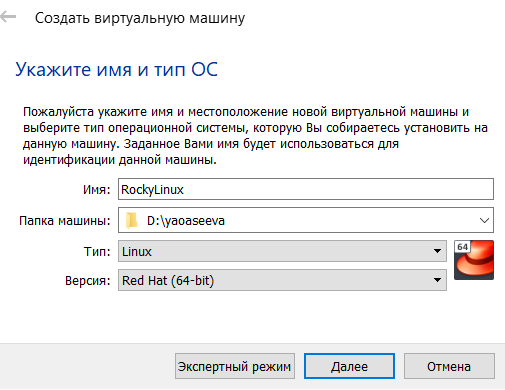 Создать виртуальную машину
Укажите имя и тип ОС
Пожалуйста укажите имя и местоположение новой виртуальной машины и
выберите тип операционной системы, которую Вы собираетесь установить на
данную машину. Заданное Вами имя будет использоваться для
идентификации данной машины.
Имя: RockyLinux
Папка машины: D:\yaoaseeva
Тип: Linux
64
Версия: Red Hat (64-bit)
Экспертный режим Далее Отмена